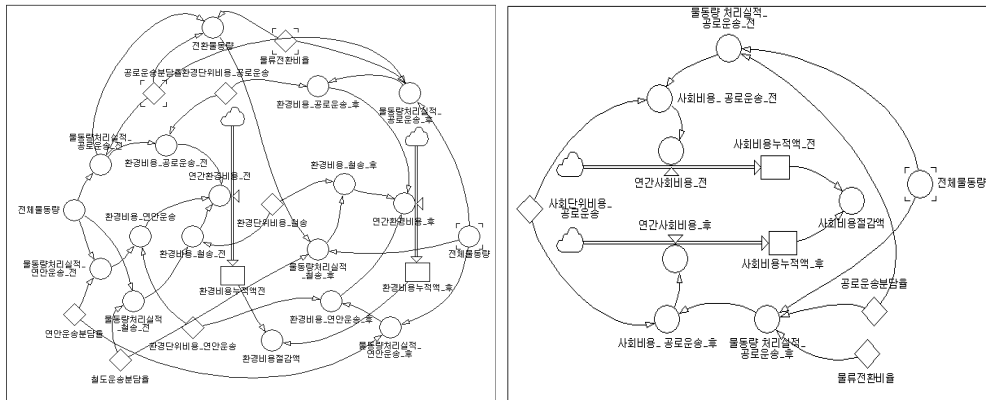 전환물동량
물류전환비율
공로운송분담률
환경단위비용_공로운송
환경비용_공로운송_후
물동량처리실적_
공로운송_후
물동량처리실적_
공로운송_전
환경비용_공로운송_전
연간환경비용_전
환경비용_철송_후
전체물동량
환경비용_연안운송
환경단위비용_철송
연간환경비용_후
환경비용_철송_전
물동량처리실적_
철송_후
전체물동량
물동량처리실적_
연안운송_전
환경비용누적액전
환경비용누적액_후
물동량처리실적_
철송_전
환경비용_연안운송_후
연안운송분담률
환경단위비용_연안운송
환경비용절감액
물동량처리실적_
연안운송_후
철도운송분담률
물동량 처리실적_
공로운송_전
사회비용_ 공로운송_전
사회비용누적액_전
연간사회비용_전
전체물동량
사회단위비용_
공로운송
연간사회비용_후
사회비용절감액
사회비용누적액_후
공로운송분담률
사회비용_ 공로운송_후
물동량 처리실적_
공로운송_후
물류전환비율